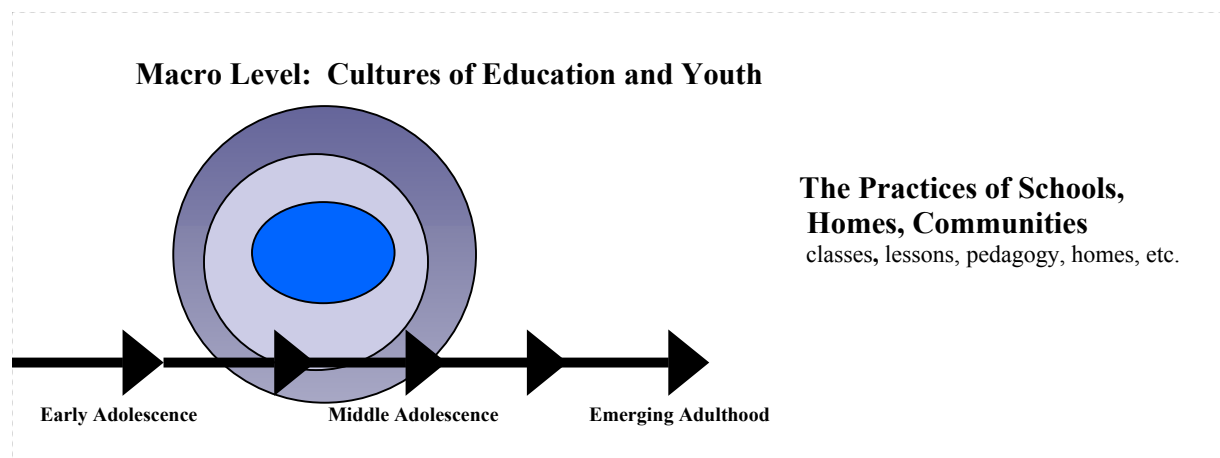 Macro Level:  Cultures of Education and Youth
The Practices of Schools,
Homes, Communities
classes, lessons, pedagogy, homes, etc.
Early Adolescence
Middle Adolescence
Emerging Adulthood